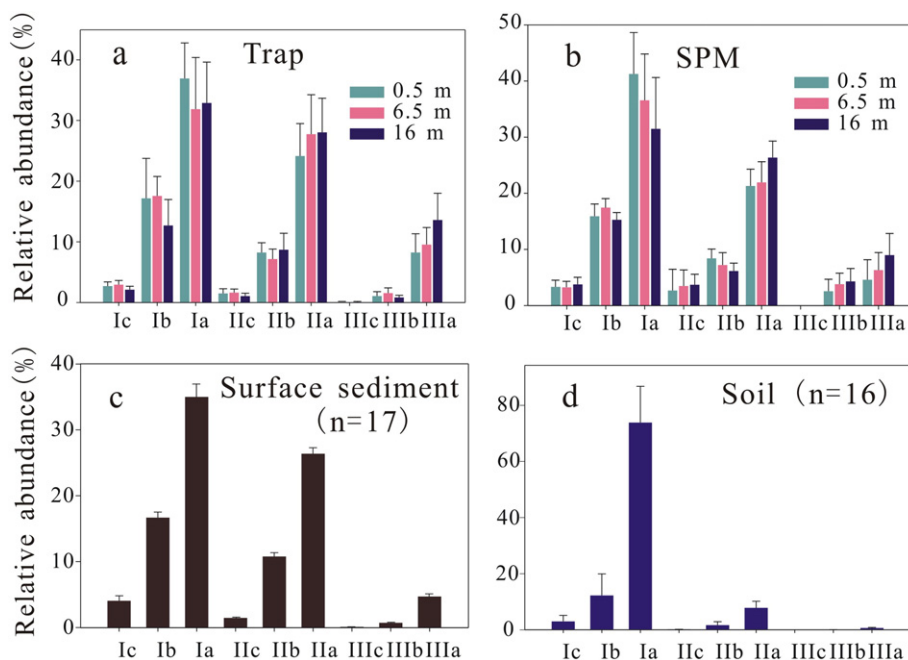 Relative abundance (%)
a Trap
0.5 m
6.5 m
16 m
40
30
20
10
0
Ic Ib Ia IIc IIb IIa IIIc IIIb IIIa
b SPM
0.5 m
6.5 m
16 m
50
40
30
20
10
0
Ic Ib Ia IIc IIb IIa IIIc IIIb IIIa
Relative abundance (%)
c Surface sediment
(n=17)
40
30
20
10
0
Ic Ib Ia IIc IIb IIa IIIc IIIb IIIa
d Soil (n=16)
80
60
40
20
0
Ic Ib Ia IIc IIb IIa IIIc IIIb IIIa